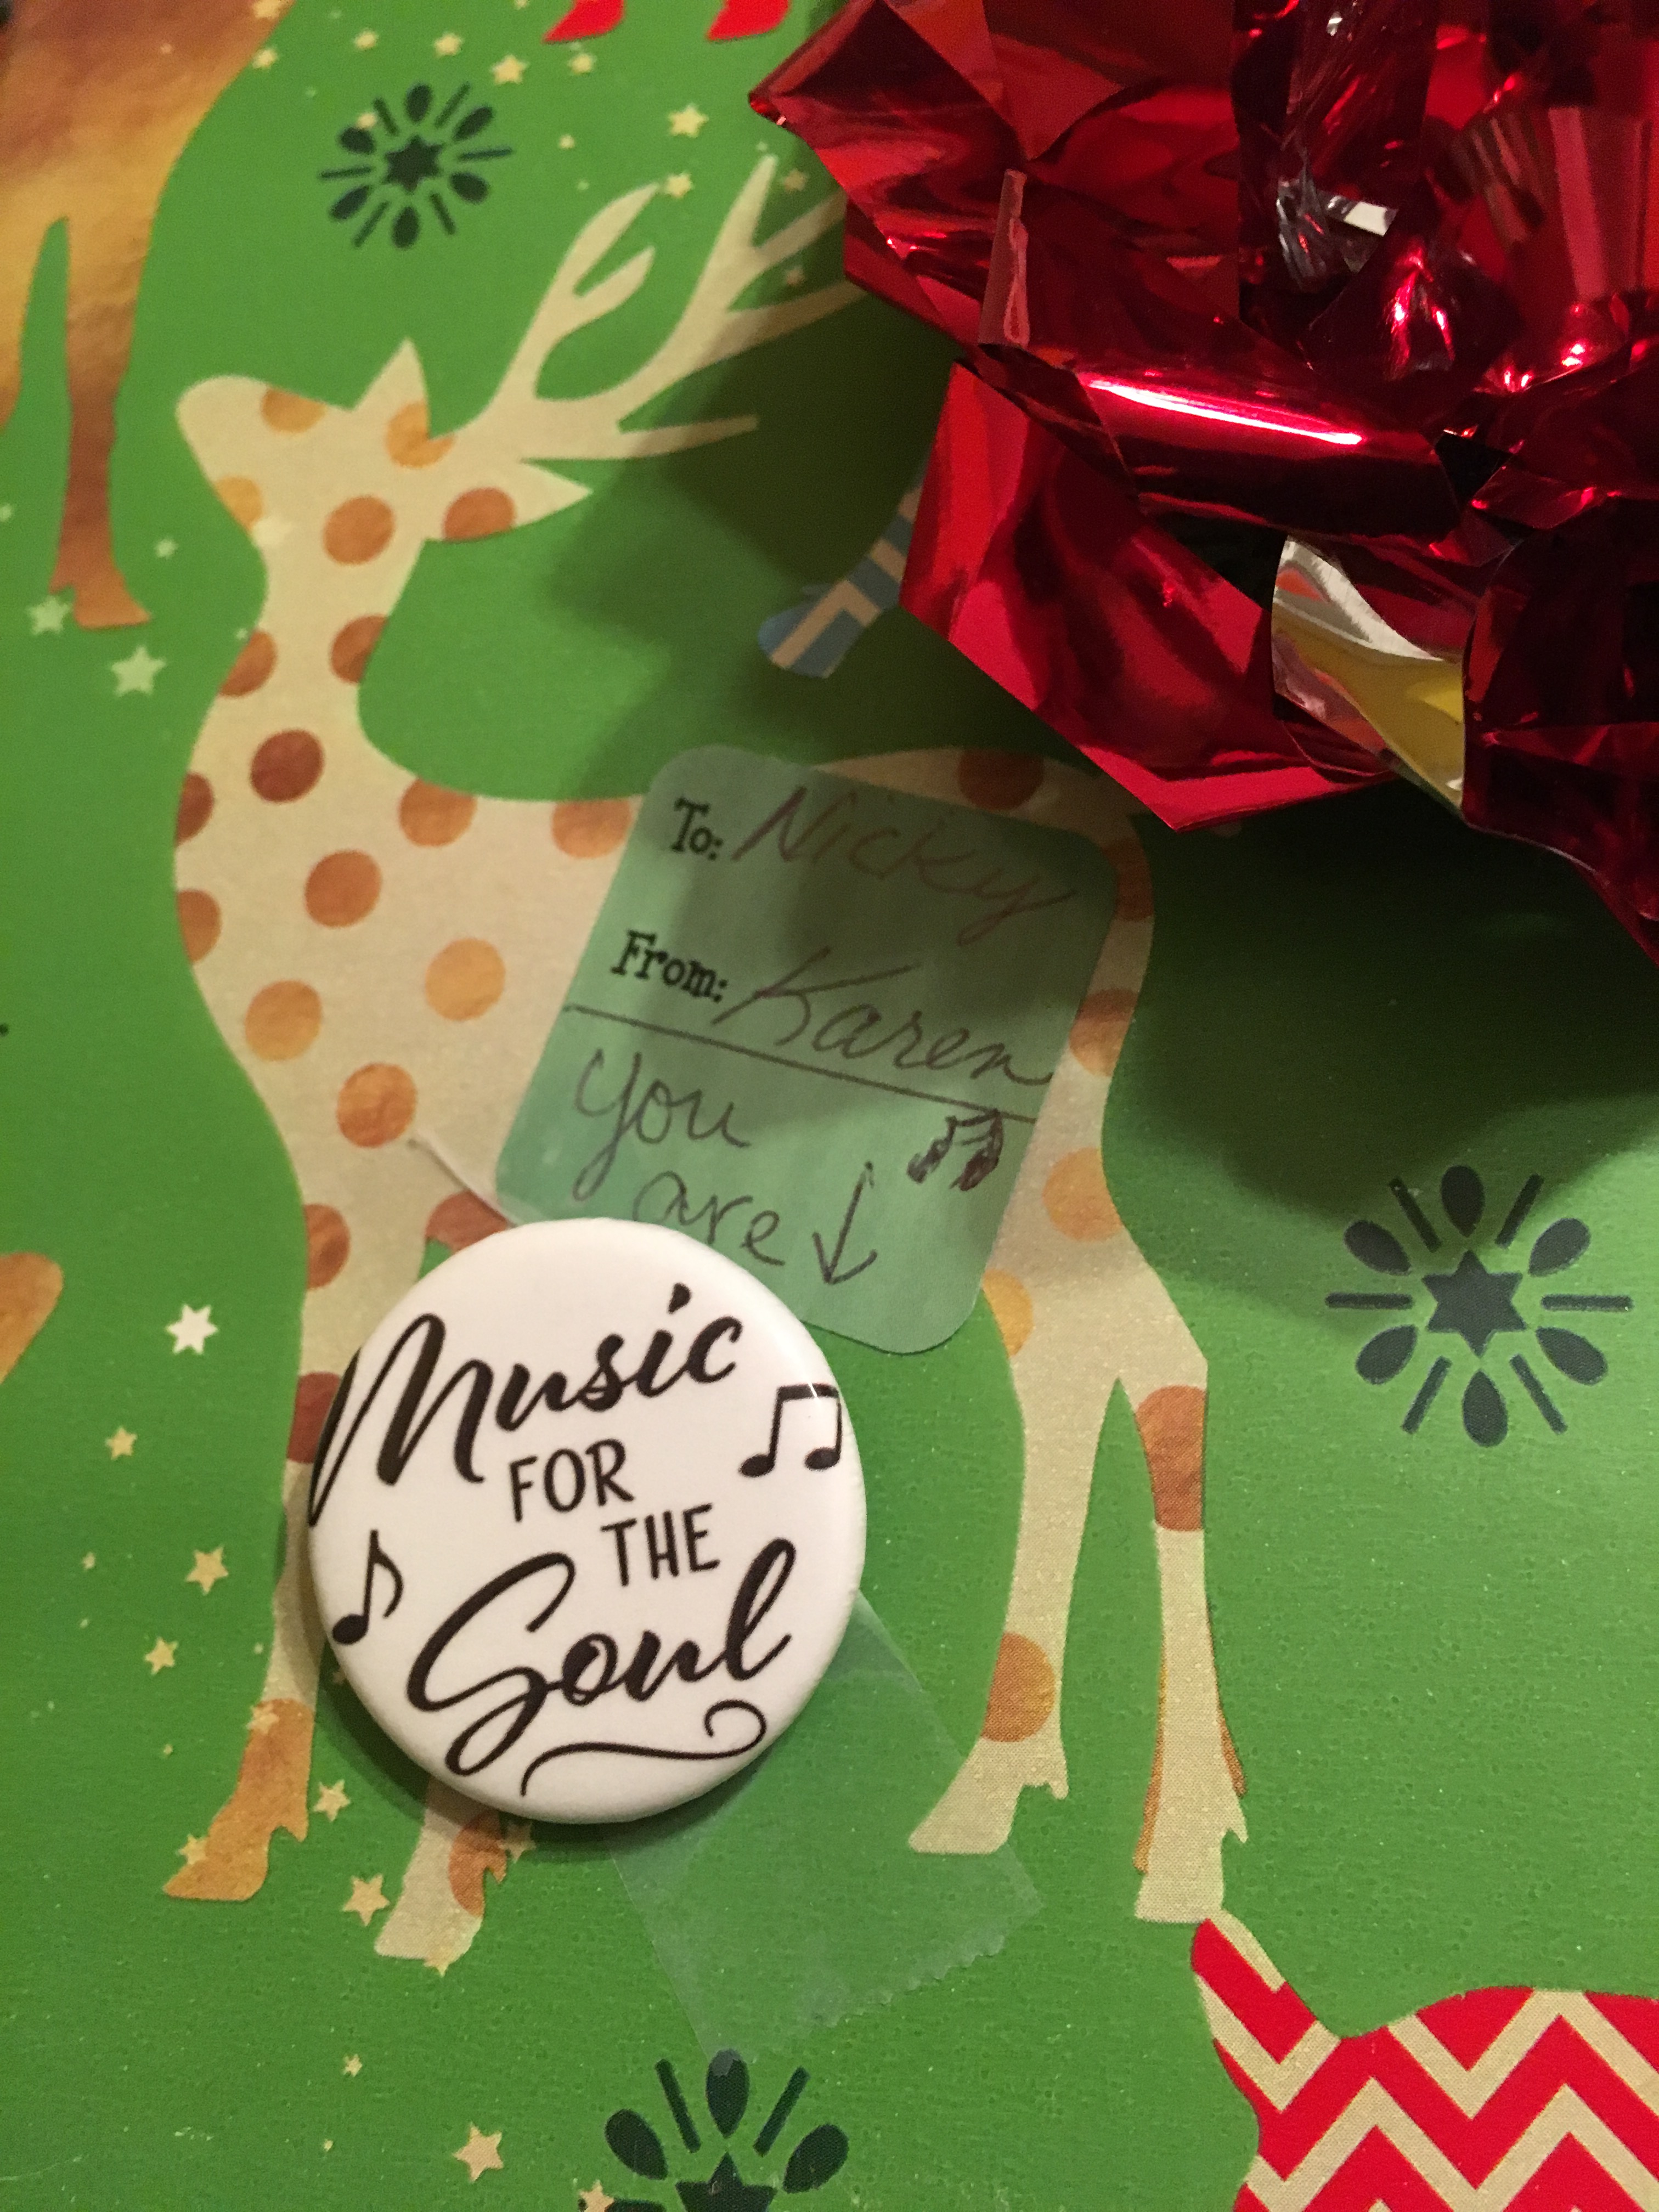 To: Nicky
From: Karen
you
are
Music
FOR
THE
Soul